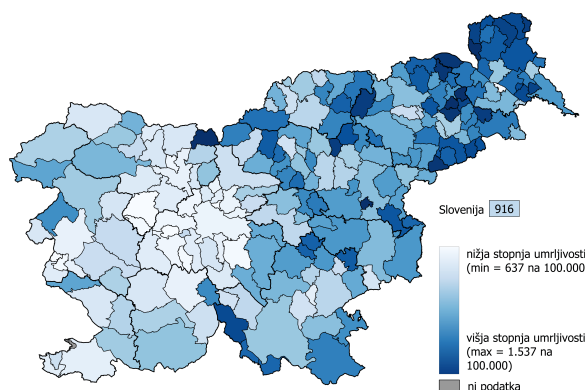 Slovenija 916
nižja stopnja umrljivosti
(min = 637 na 100.000
višja stopnja umrljivosti
(max = 1.537 na
100.000)
ni podatka